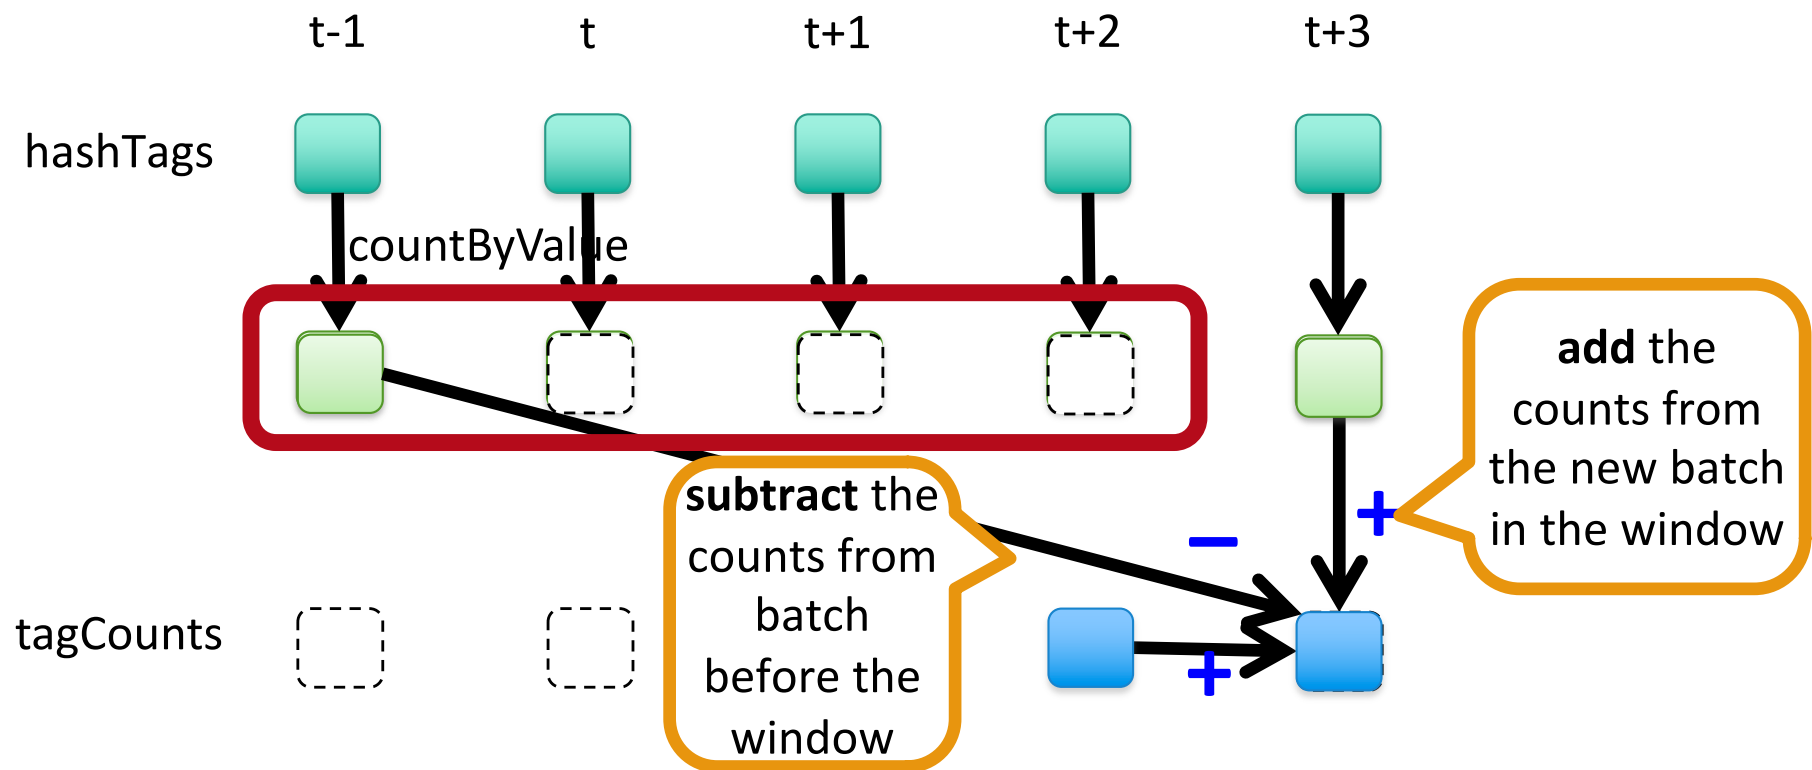 t-1 t t+1 t+2 t+3
hashTags
countByValue
add the
counts from
the new batch
in the window
+
subtract the
counts from
batch
before the
window
−
+
tagCounts